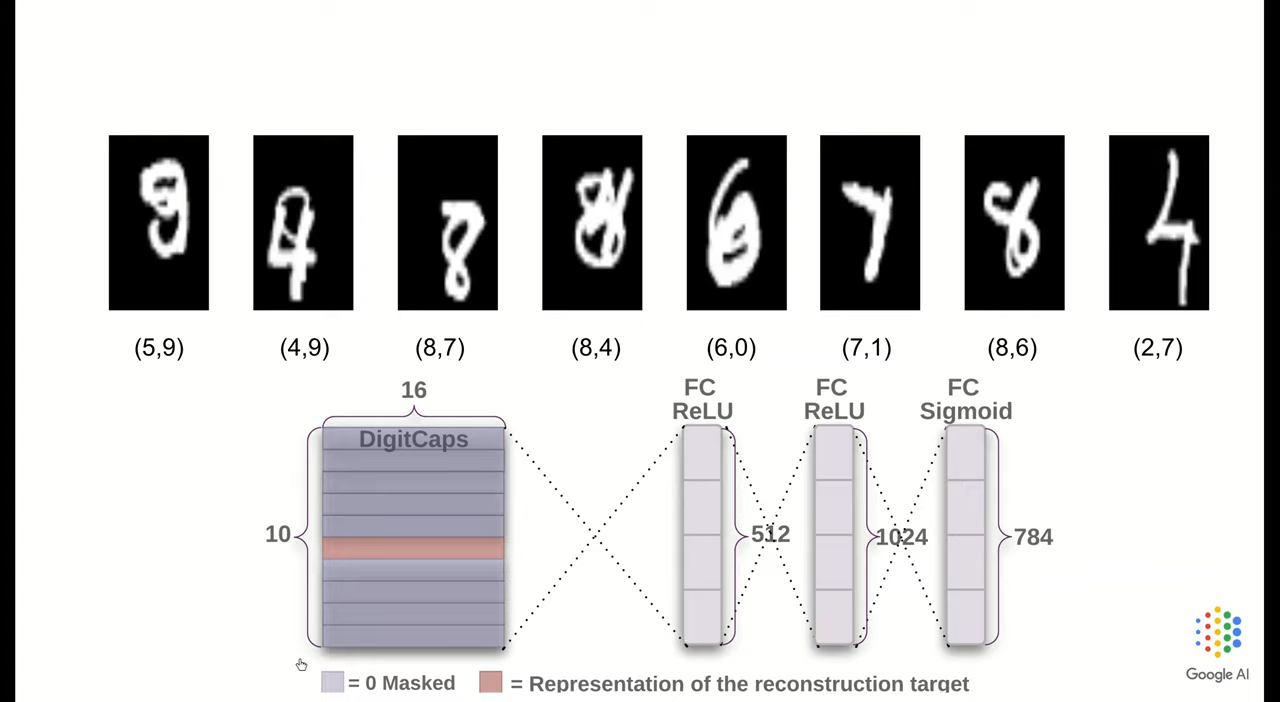 (5,9) (4,9) (8,7) (8,4) (6,0) (7,1) (8,6) (2,7)
16
DigitCaps
10
FC
ReLU
512
FC
ReLU
1024
FC
Sigmoid
784
= 0 Masked
= Representation of the reconstruction target
Google AI